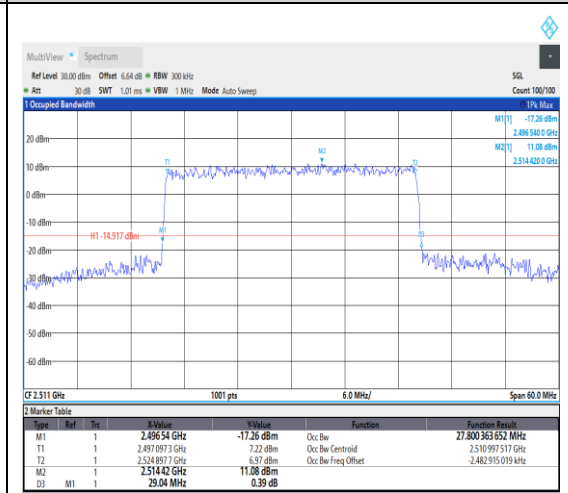 MultiView Spectrum
Ref Level 30.00 dBm Offset 6.64 dB RBW 300 kHz SGL
Att 30 dB SWT 1.01 ms VBW 1 MHz Mode Auto Sweep Count 100/100
1 Occupied Bandwidth 1Pk Max
M1[1] -17.26 dBm
2.496 540 0 GHz
M2[1] 11.08 dBm
2.514 420 0 GHz
20 dBm
M2
T1 T2
10 dBm
0 dBm
-10 dBm
H1 -14.917 dBm M1 D3
-20 dBm
-30 dBm
-40 dBm
-50 dBm
-60 dBm
CF 2.511 GHz 1001 pts 6.0 MHz/ Span 60.0 MHz
2 Marker Table
Type Ref Trc X-Value Y-Value Function Function Result
M1 1 2.496 54 GHz -17.26 dBm Occ Bw 27.800 363 652 MHz
T1 1 2.497 097 3 GHz 7.22 dBm Occ Bw Centroid 2.510 997 517 GHz
T2 1 2.524 897 7 GHz 6.97 dBm Occ Bw Freq Offset -2.482 915 019 kHz
M2 1 2.514 42 GHz 11.08 dBm
D3 M1 1 29.04 MHz 0.39 dB